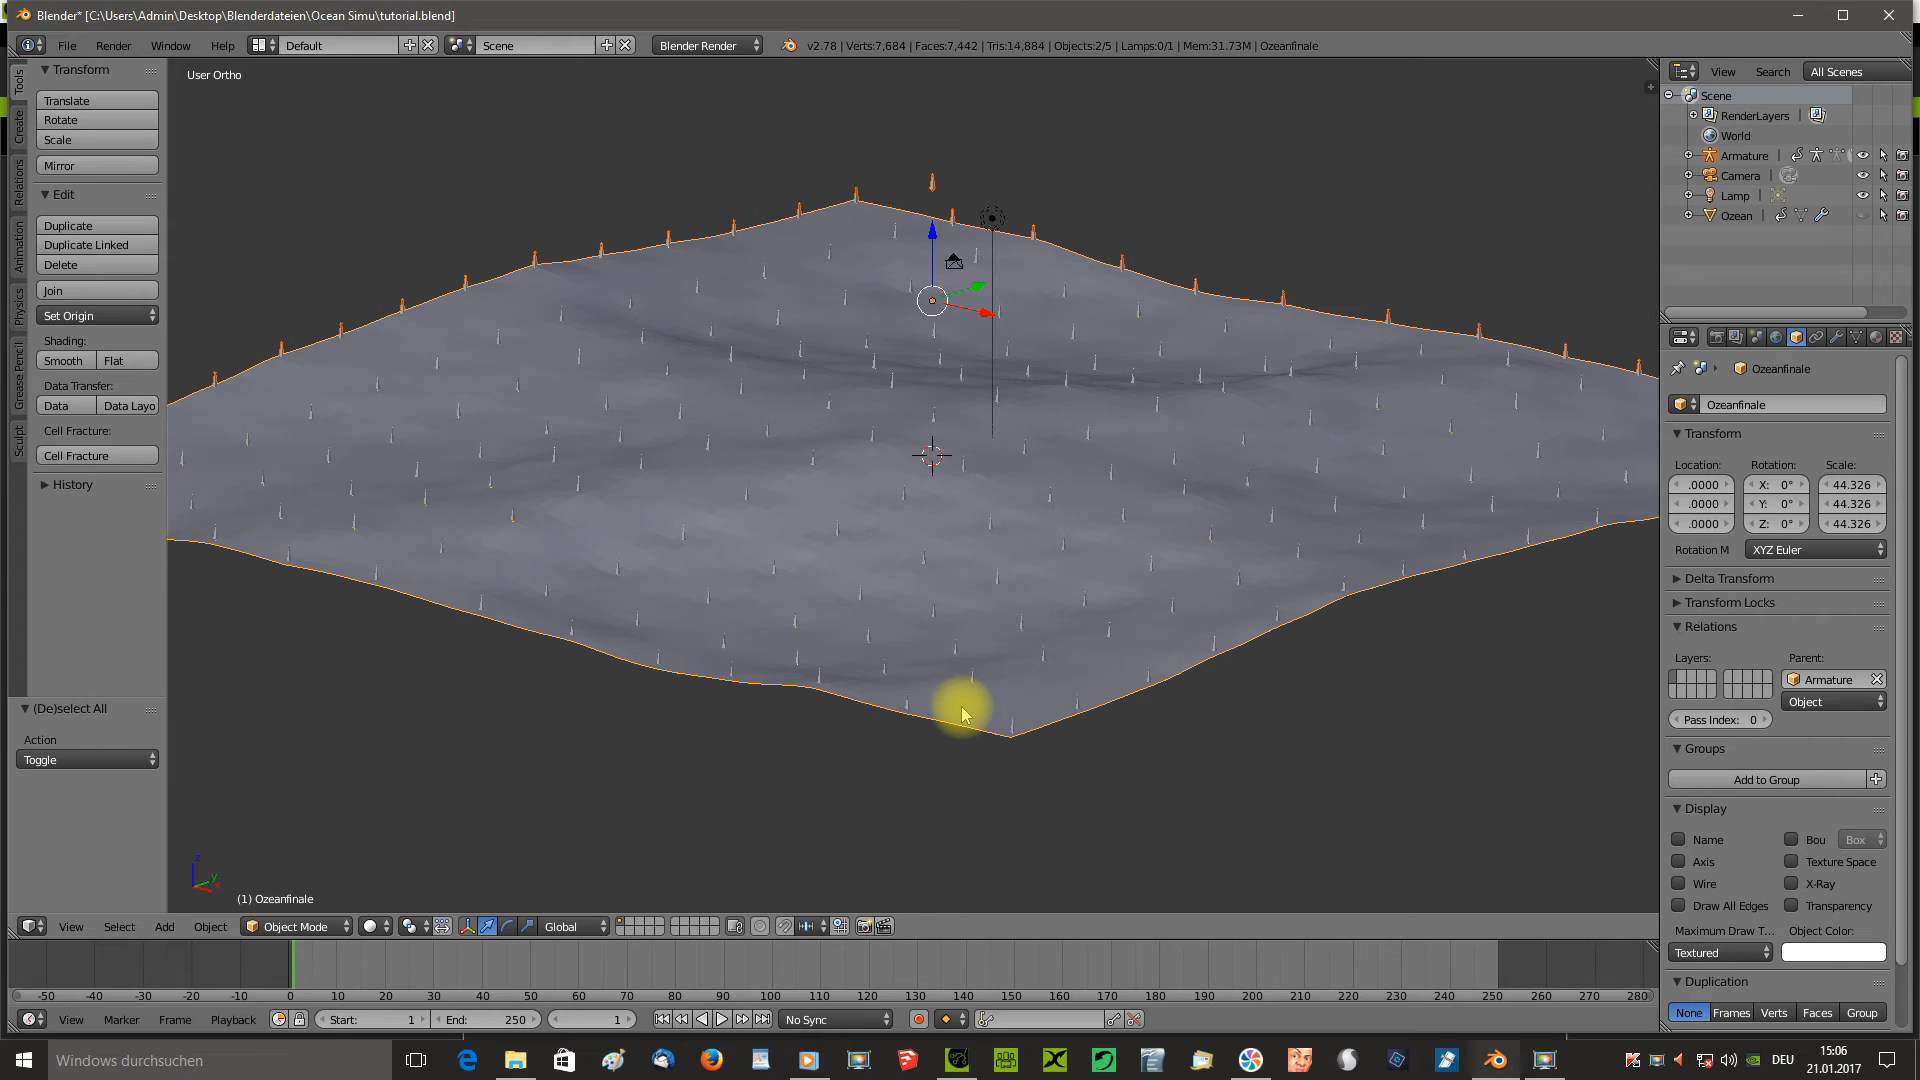 Blender* [C:\Users\Admin\Desktop\Blenderdateien\Ocean Simu\tutorial.blend]
File Render Window Help Default Scene Blender Render v2.78 | Verts:7,684 | Faces:7,442 | Tris:14,884 | Objects:2/5 | Lamps:0/1 | Mem:31.73M | Ozeanfinale
Tools
Create
Relations
Animation
Physics
Grease Pencil
Sculpt
Transform
Translate
Rotate
Scale
Mirror
Edit
Duplicate
Duplicate Linked
Delete
Join
Set Origin
Shading:
Smooth Flat
Data Transfer:
Data Data Layo
Cell Fracture:
Cell Fracture
History
(De)select All
Action
Toggle
User Ortho
z
y
x
(1) Ozeanfinale
View Search All Scenes
Scene
RenderLayers
World
Armature
Camera
Lamp
Ozean
Ozeanfinale
Ozeanfinale
Transform
Location: Rotation: Scale:
.0000 X: 0° 44.326
.0000 Y: 0° 44.326
.0000 Z: 0° 44.326
Rotation M XYZ Euler
Delta Transform
Transform Locks
Relations
Layers: Parent:
Armature
Object
Pass Index: 0
Groups
Add to Group
Display
Name Bou Box
Axis Texture Space
Wire X-Ray
Draw All Edges Transparency
Maximum Draw T... Object Color:
Textured
Duplication
None Frames Verts Faces Group
View Select Add Object Object Mode Global
-50 -40 -30 -20 -10 0 10 20 30 40 50 60 70 80 90 100 110 120 130 140 150 160 170 180 190 200 210 220 230 240 250 260 270 280
View Marker Frame Playback Start: 1 End: 250 1 No Sync
Windows durchsuchen
DEU
15:06
21.01.2017